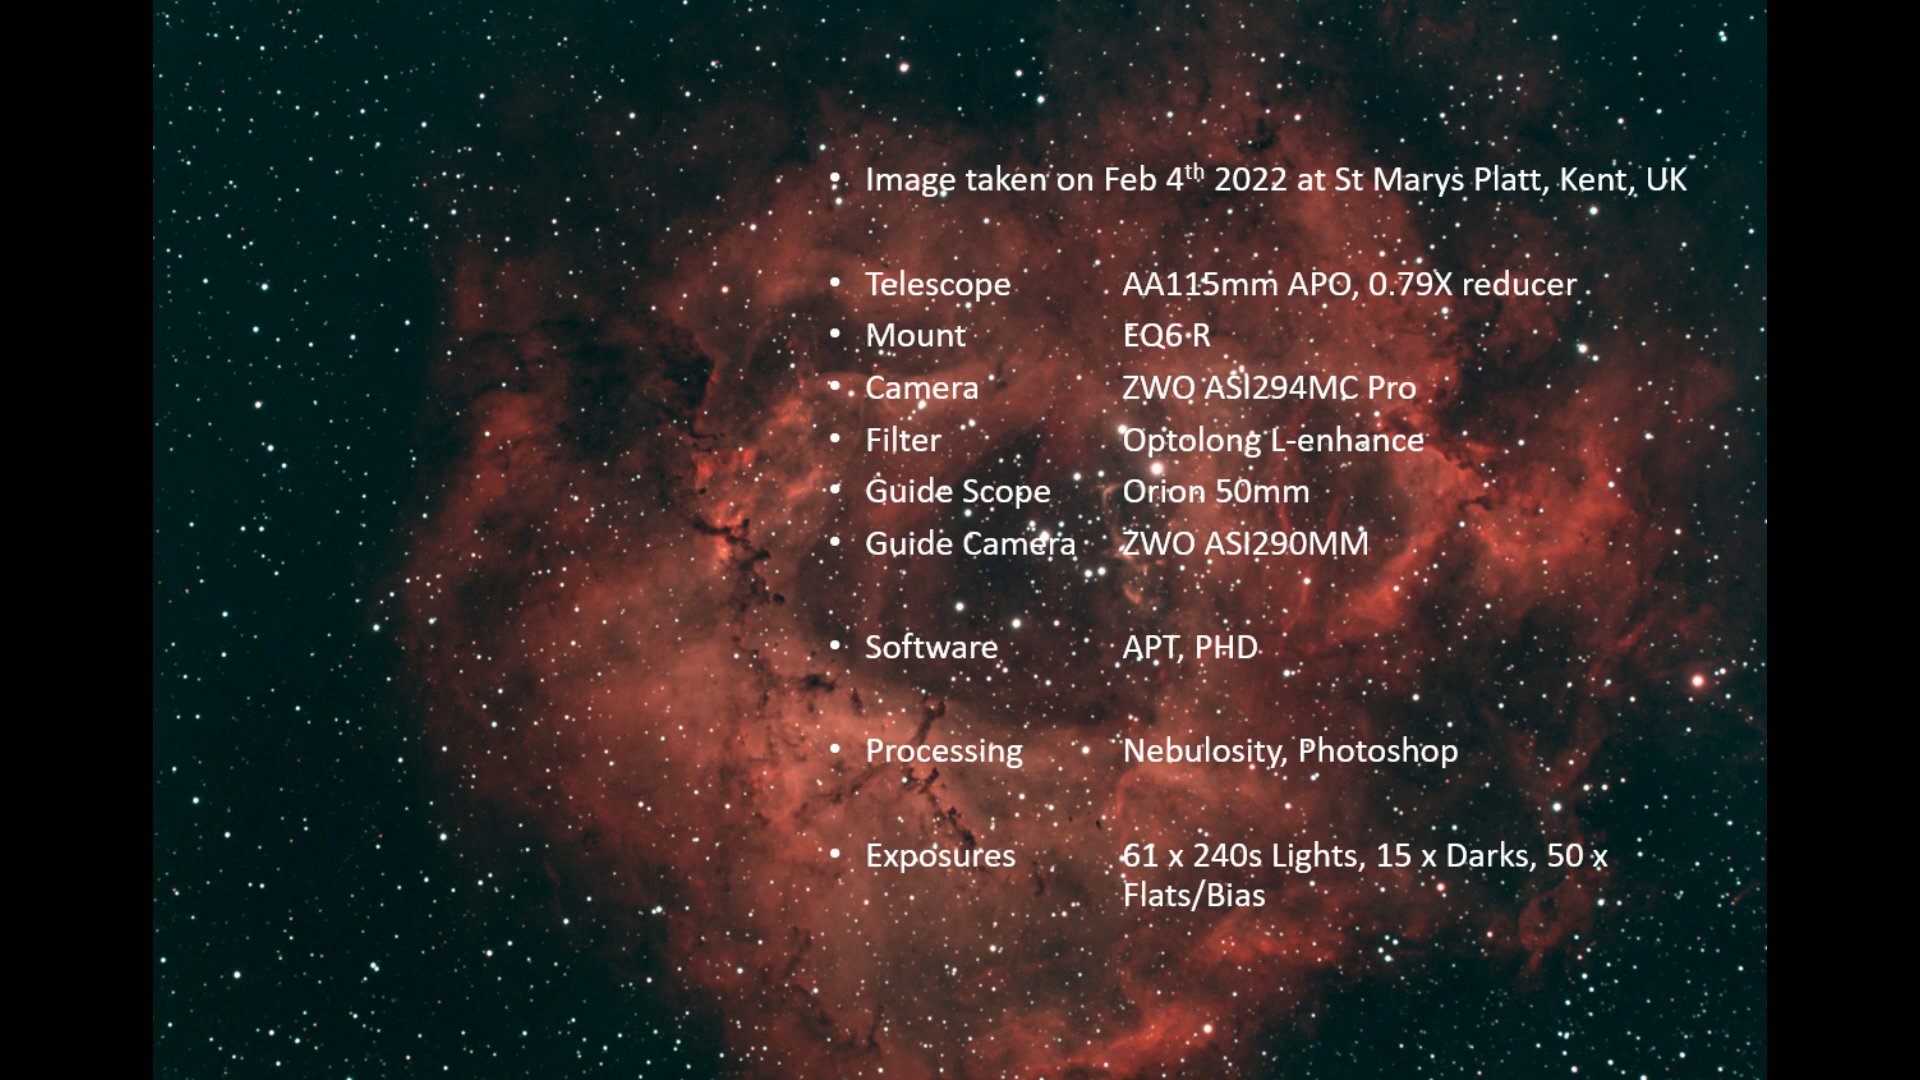 • Image taken on Feb 4th 2022 at St Marys Platt, Kent, UK
• Telescope AA115mm APO, 0.79X reducer
• Mount EQ6-R
• Camera ZWO ASI294MC Pro
• Filter Optolong L-enhance
• Guide Scope Orion 50mm
• Guide Camera ZWO ASI290MM
• Software APT, PHD
• Processing Nebulosity, Photoshop
• Exposures 61 x 240s Lights, 15 x Darks, 50 x
Flats/Bias